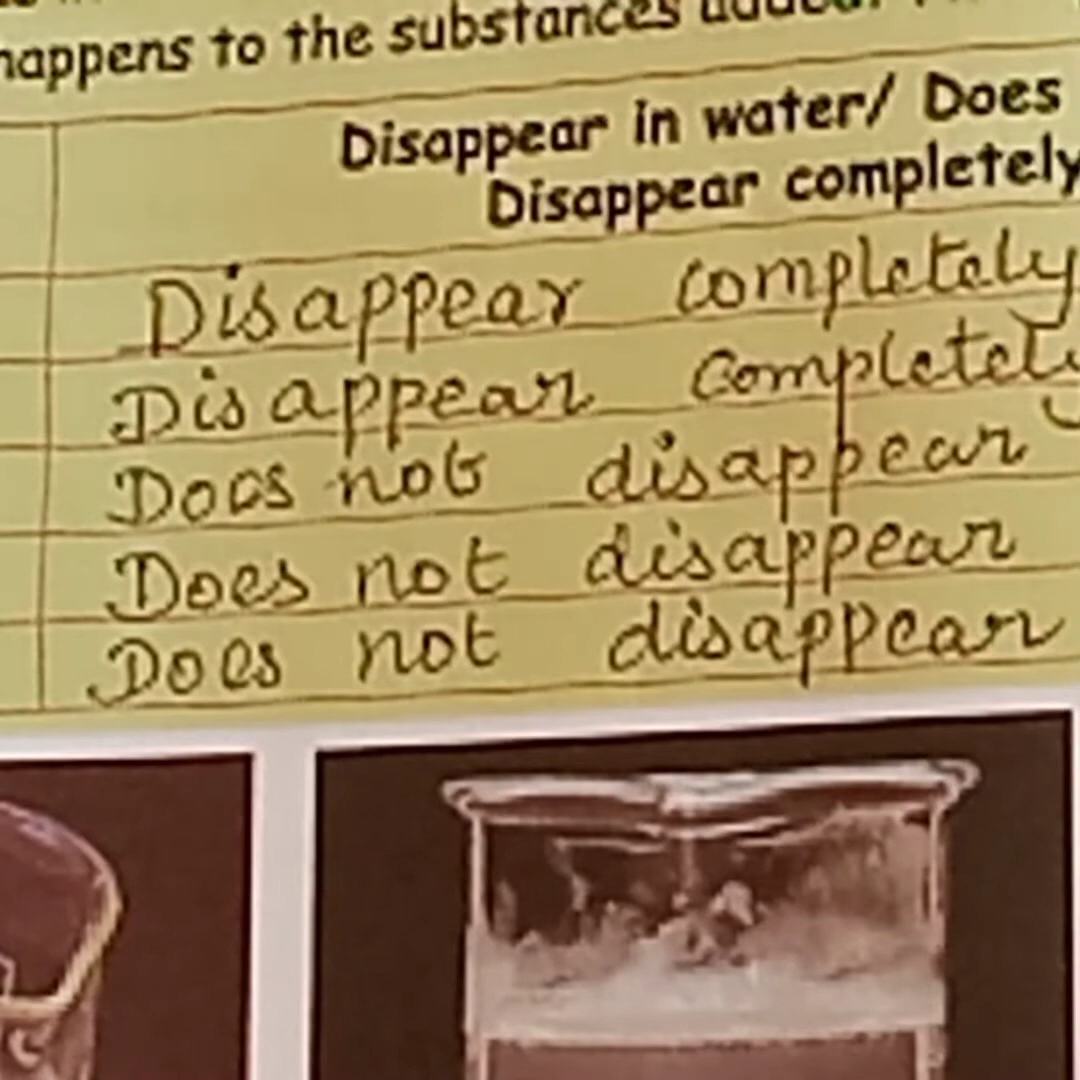 happens to the substances added.
Disappear in water/ Does
Disappear completely
Disappear completely
Disappear completely
Does not disappear
Does not disappear
Does not disappear